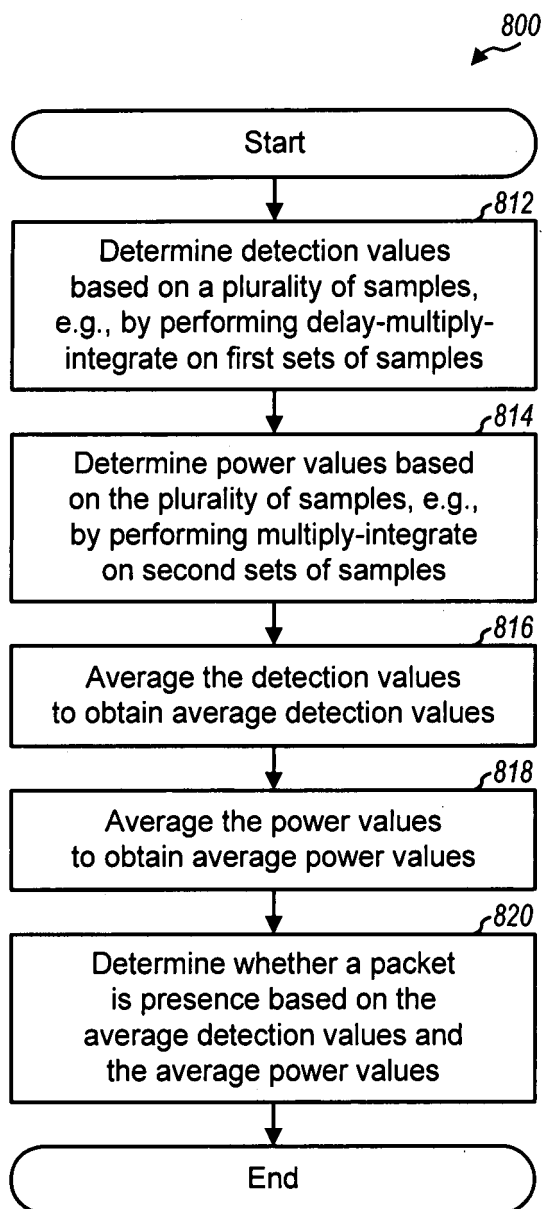 800
Start
812
Determine detection values
based on a plurality of samples,
e.g., by performing delay-multiply-
integrate on first sets of samples
814
Determine power values based
on the plurality of samples, e.g.,
by performing multiply-integrate
on second sets of samples
816
Average the detection values
to obtain average detection values
818
Average the power values
to obtain average power values
820
Determine whether a packet
is presence based on the
average detection values and
the average power values
End